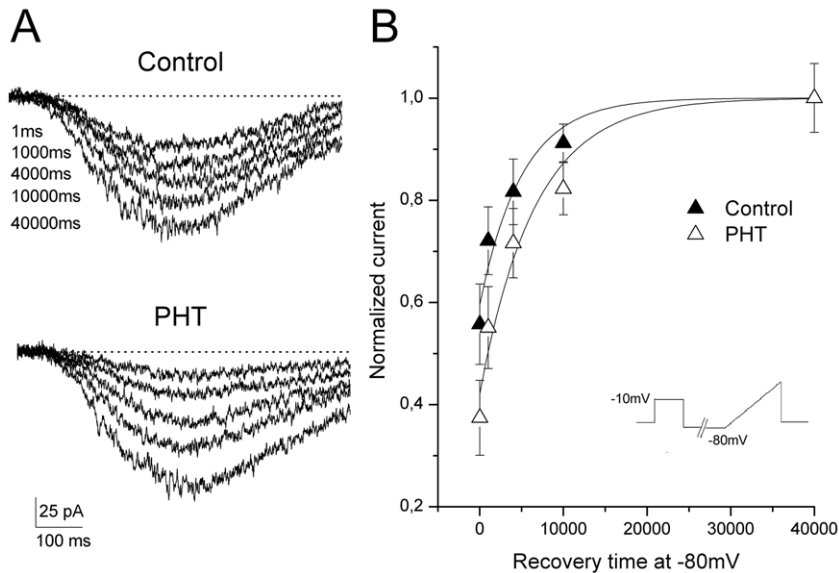 A
Control
1ms
1000ms
4000ms
10000ms
40000ms
PHT
25 pA
100 ms
B
Normalized current
1,0
0,8
0,6
0,4
0,2
Control
PHT
-10mV
-80mV
0 10000 20000 30000 40000
Recovery time at -80mV